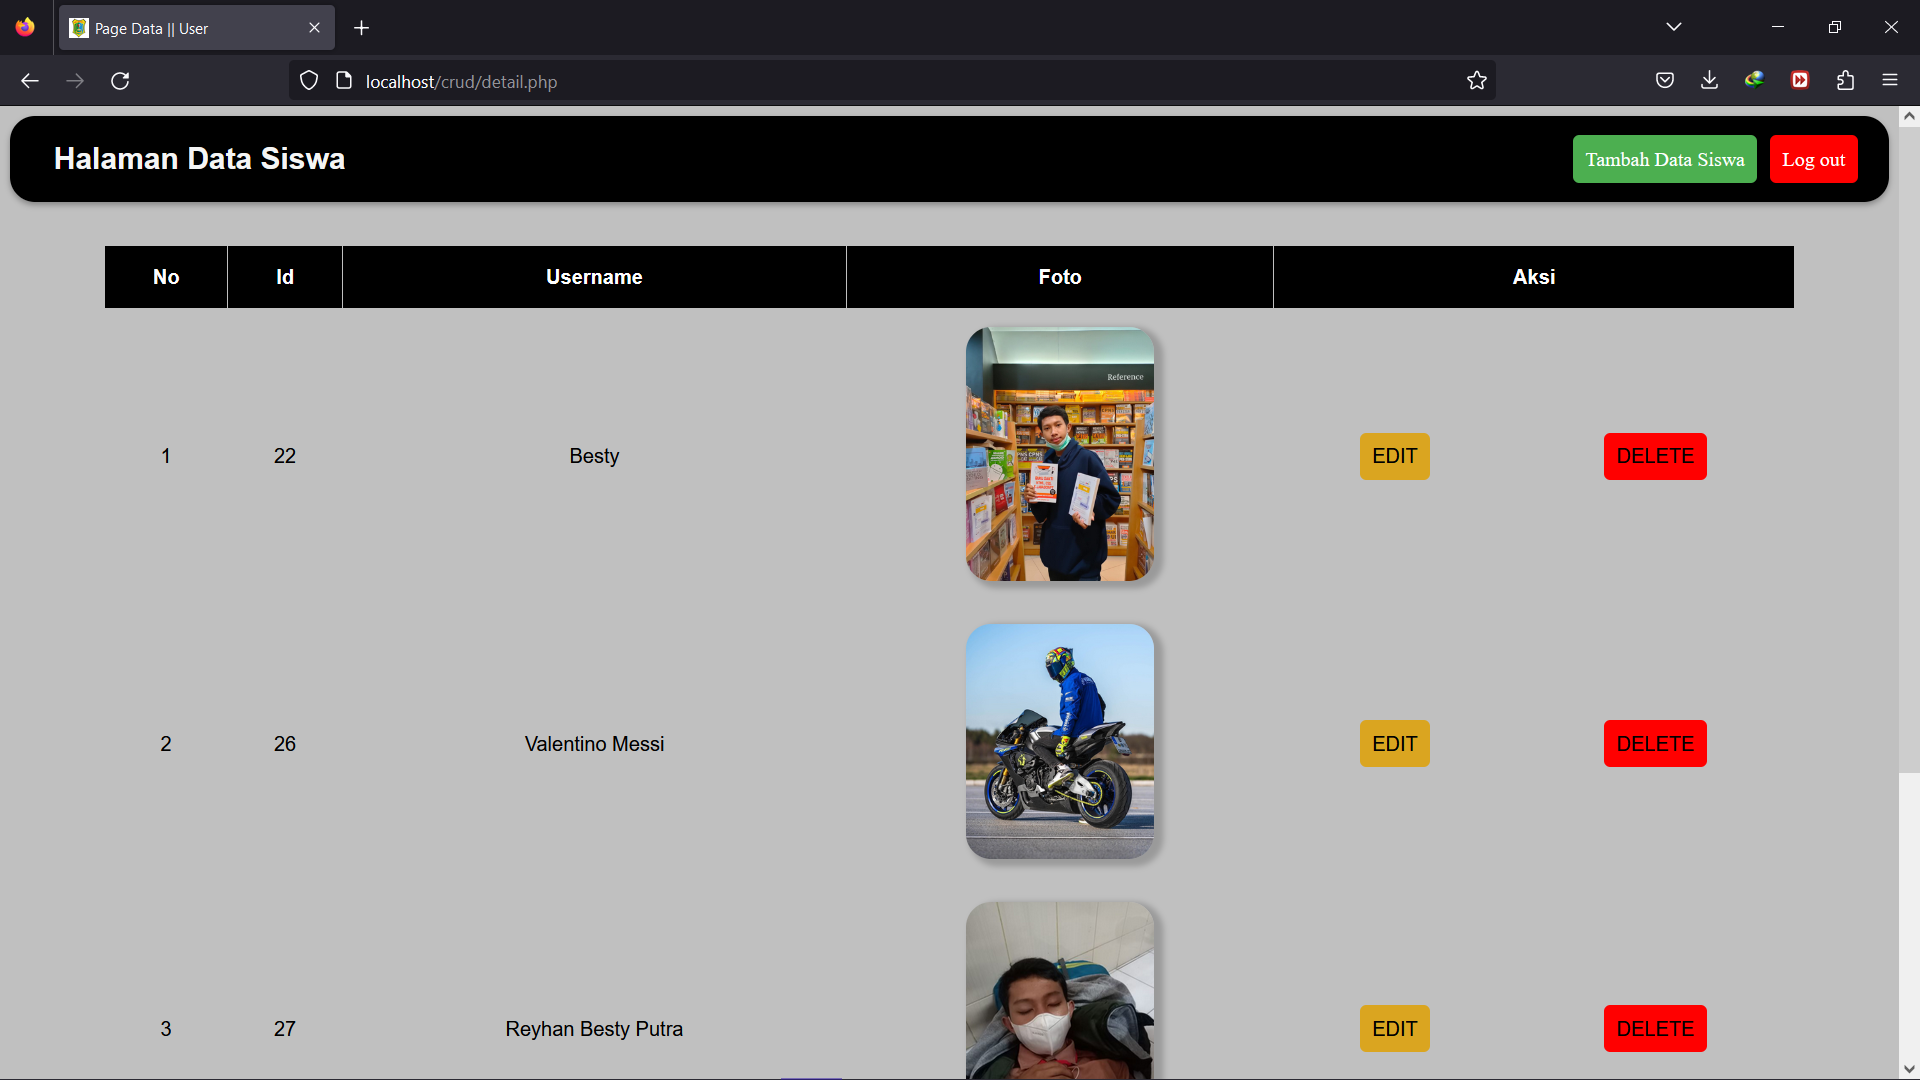 Page Data || User
localhost/crud/detail.php
Halaman Data Siswa
Tambah Data Siswa
Log out
No Id Username Foto Aksi
Reference
1 22 Besty EDIT DELETE
2 26 Valentino Messi EDIT DELETE
3 27 Reyhan Besty Putra EDIT DELETE